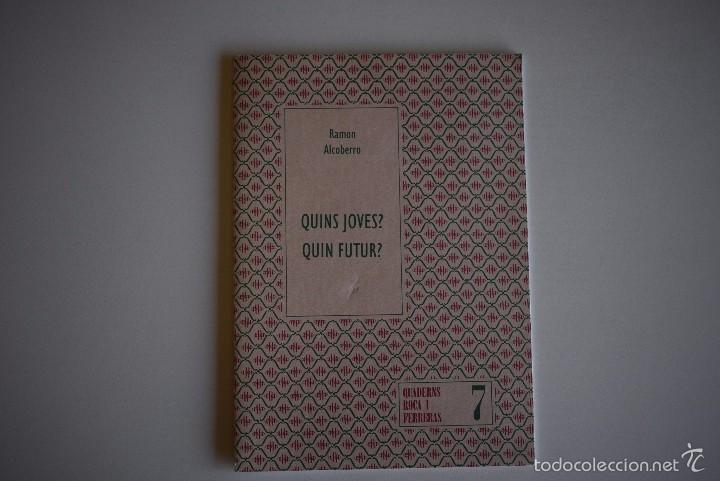 Ramon
Alcoberro
QUINS JOVES?
QUIN FUTUR?
QUADERNS
ROCA I
FERRERAS
7
todocoleccion.net